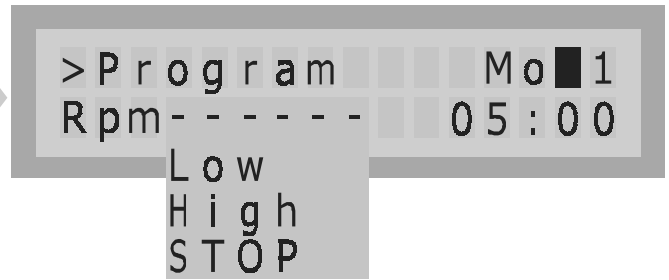 >Program Mo█1
Rpm------ 05:00
Low
High
STOP